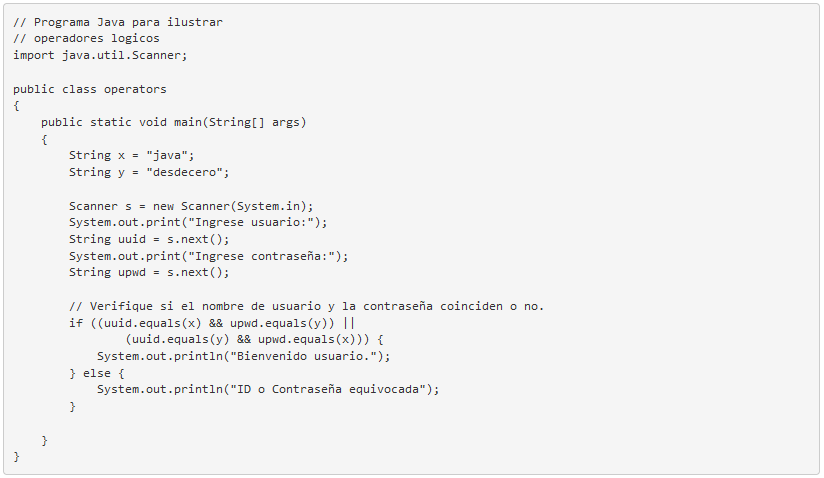 // Programa Java para ilustrar
// operadores logicos
import java.util.Scanner;
public class operators
{
    public static void main(String[] args)
    {
        String x = "java";
        String y = "desdecero";
        Scanner s = new Scanner(System.in);
        System.out.print("Ingrese usuario:");
        String uuid = s.next();
        System.out.print("Ingrese contraseña:");
        String upwd = s.next();
        // Verifique si el nombre de usuario y la contraseña coinciden o no.
        if ((uuid.equals(x) && upwd.equals(y)) ||
                (uuid.equals(y) && upwd.equals(x))) {
            System.out.println("Bienvenido usuario.");
        } else {
            System.out.println("ID o Contraseña equivocada");
        }
    }
}